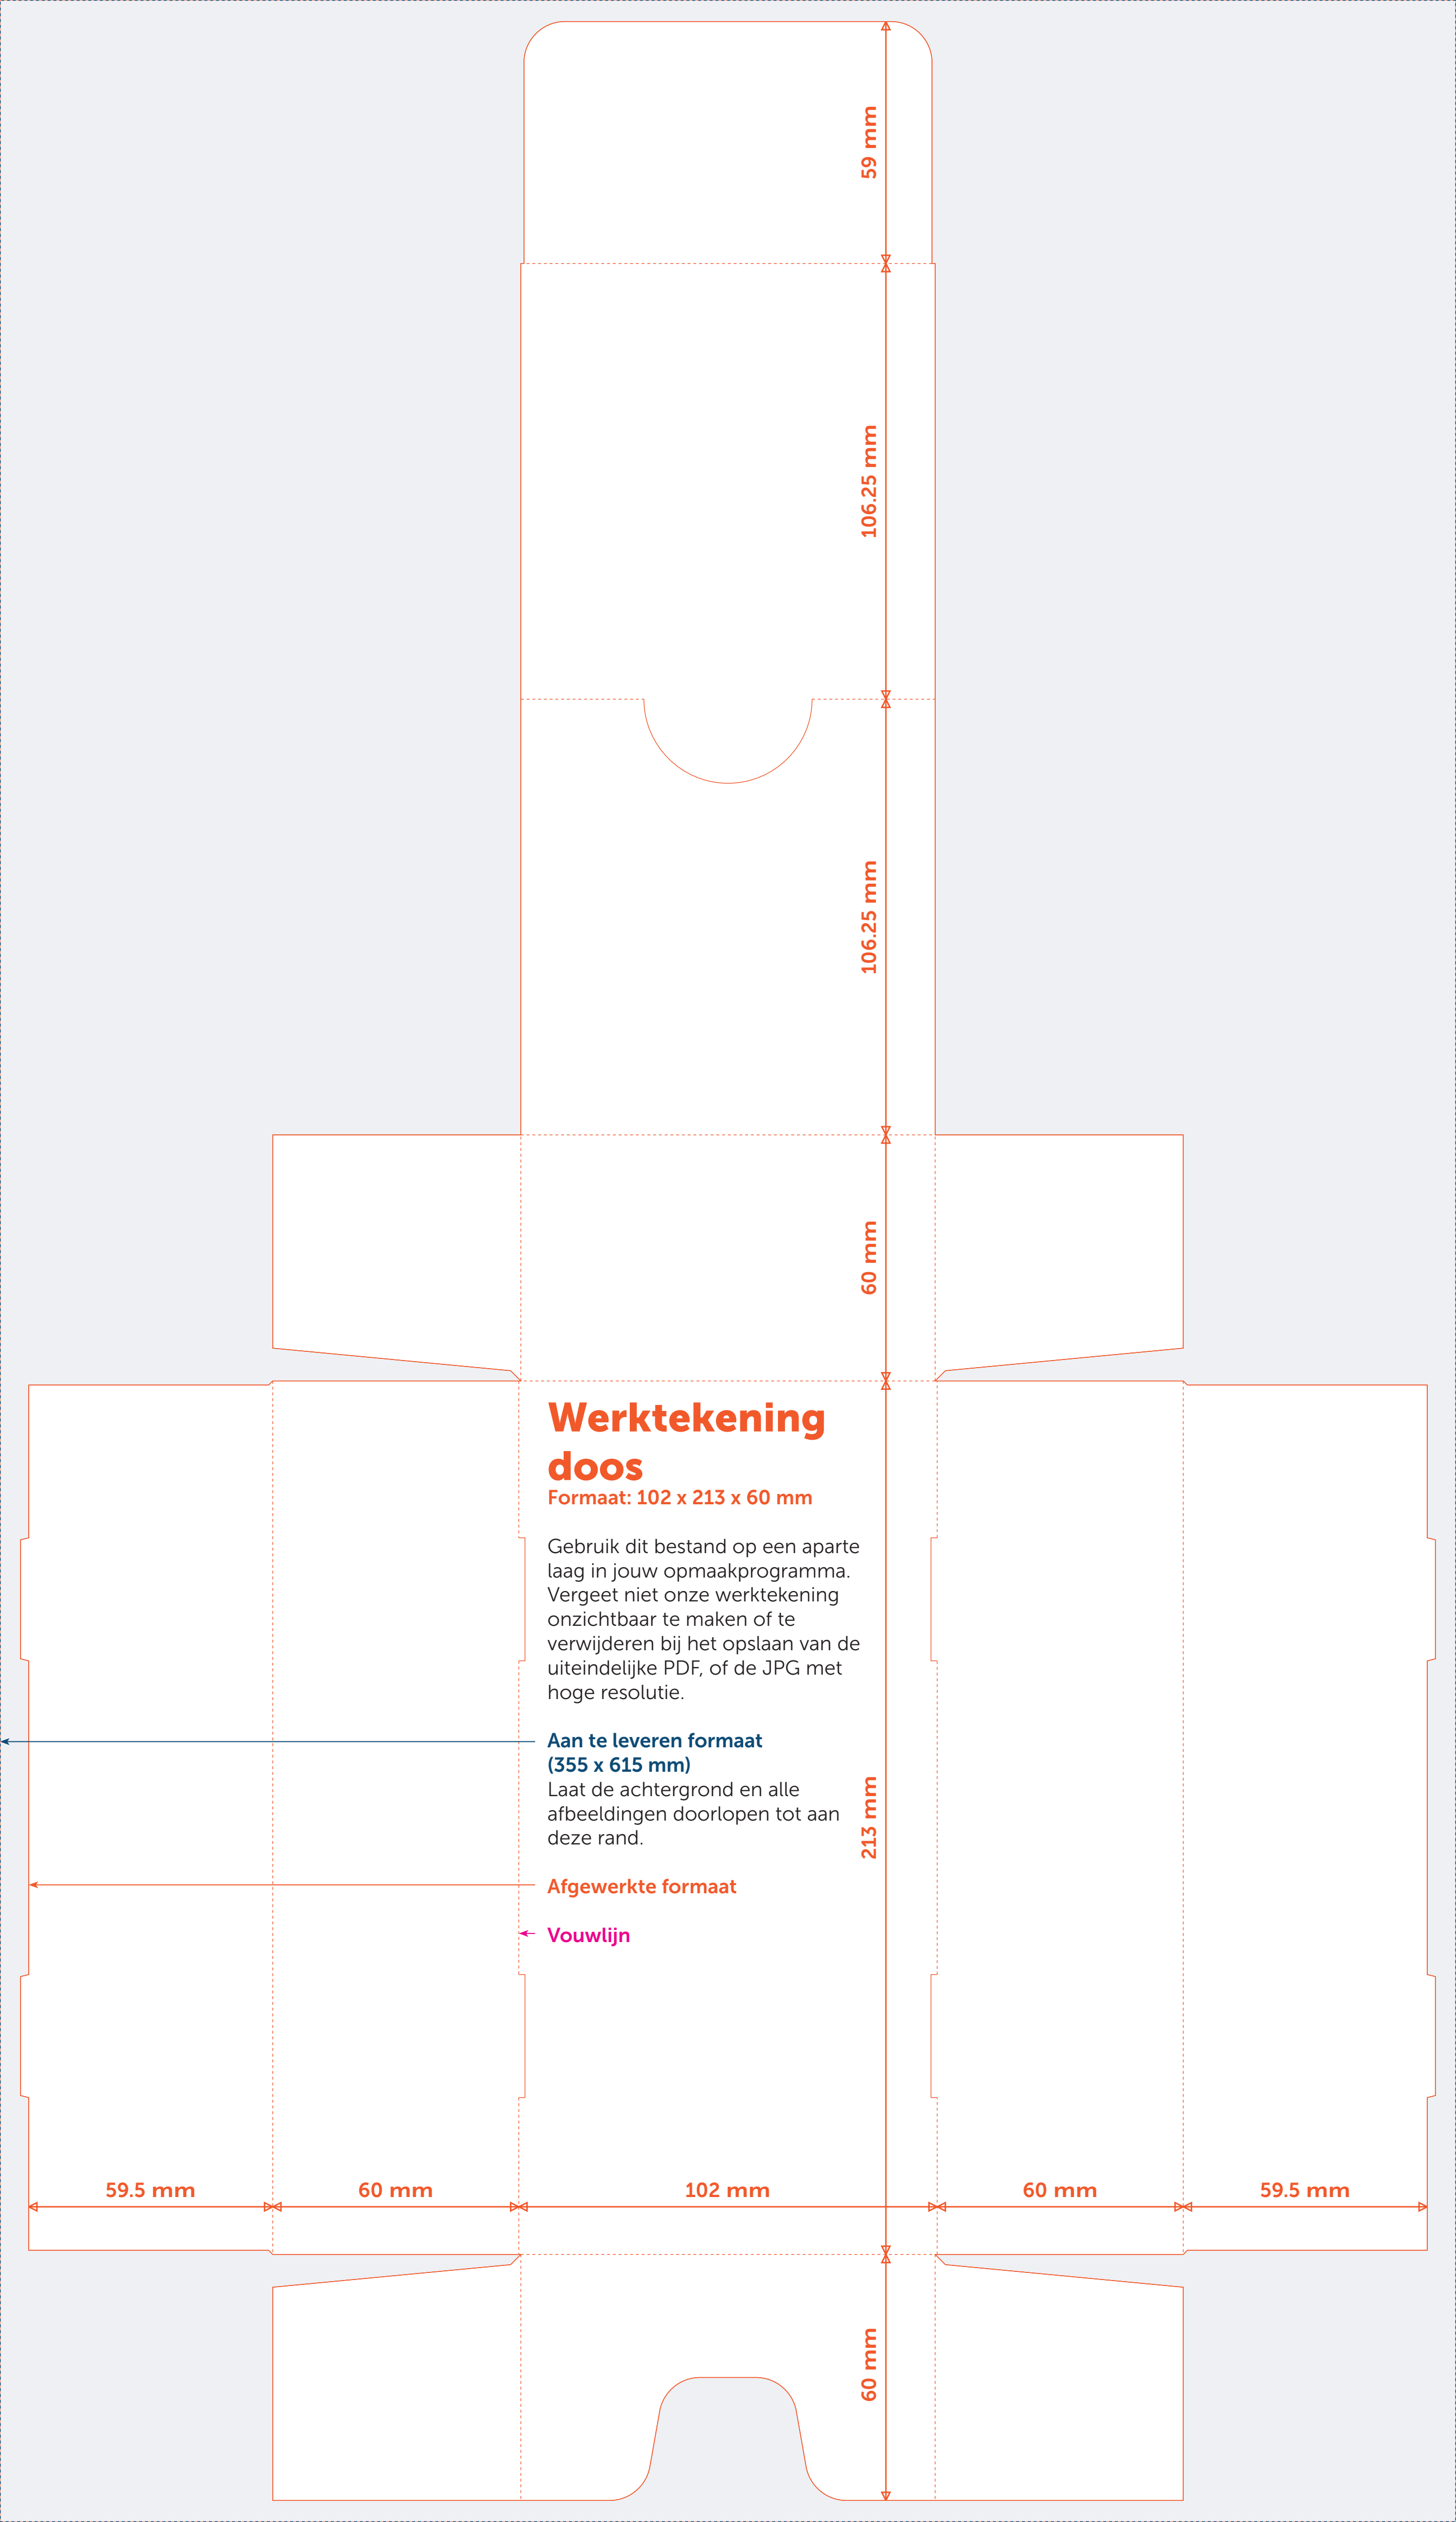 59 mm
106.25 mm
106.25 mm
60 mm
Werktekening
doos
Formaat: 102 x 213 x 60 mm
Gebruik dit bestand op een aparte
laag in jouw opmaakprogramma.
Vergeet niet onze werktekening
onzichtbaar te maken of te
verwijderen bij het opslaan van de
uiteindelijke PDF, of de JPG met
hoge resolutie.
Aan te leveren formaat
(355 x 615 mm)
Laat de achtergrond en alle
afbeeldingen doorlopen tot aan
deze rand.
213 mm
Afgewerkte formaat
Vouwlijn
59.5 mm
60 mm
102 mm
60 mm
59.5 mm
60 mm